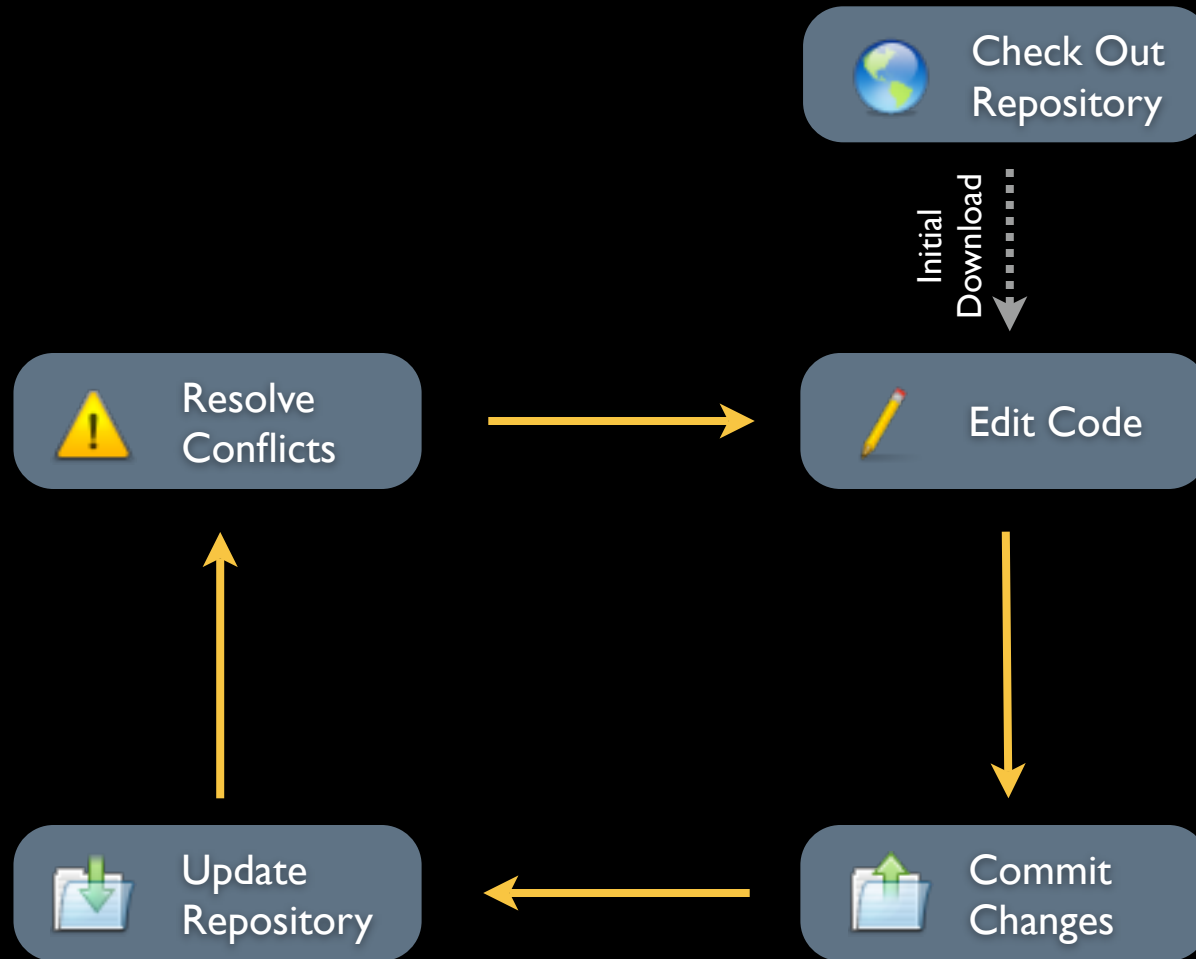 Check Out
Repository
Initial
Download
Resolve
Conflicts
Edit Code
Update
Repository
Commit
Changes